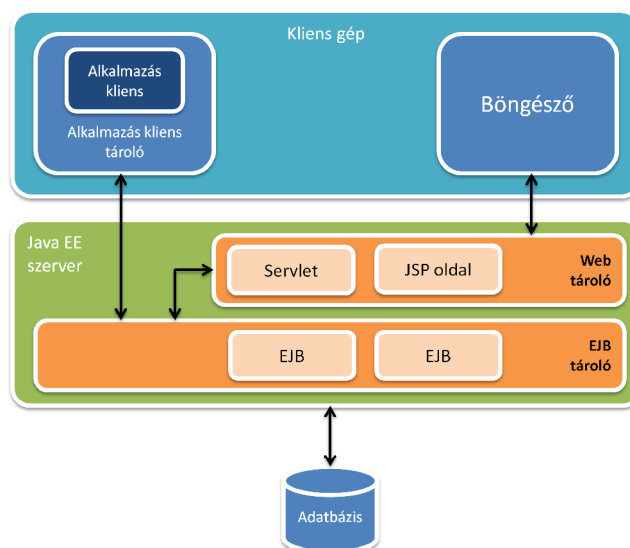 Kliens gép
Alkalmazás
kliens
Alkalmazás kliens
tároló
Böngésző
Java EE
szerver
Servlet
JSP oldal
Web
tároló
EJB
EJB
EJB
tároló
Adatbázis